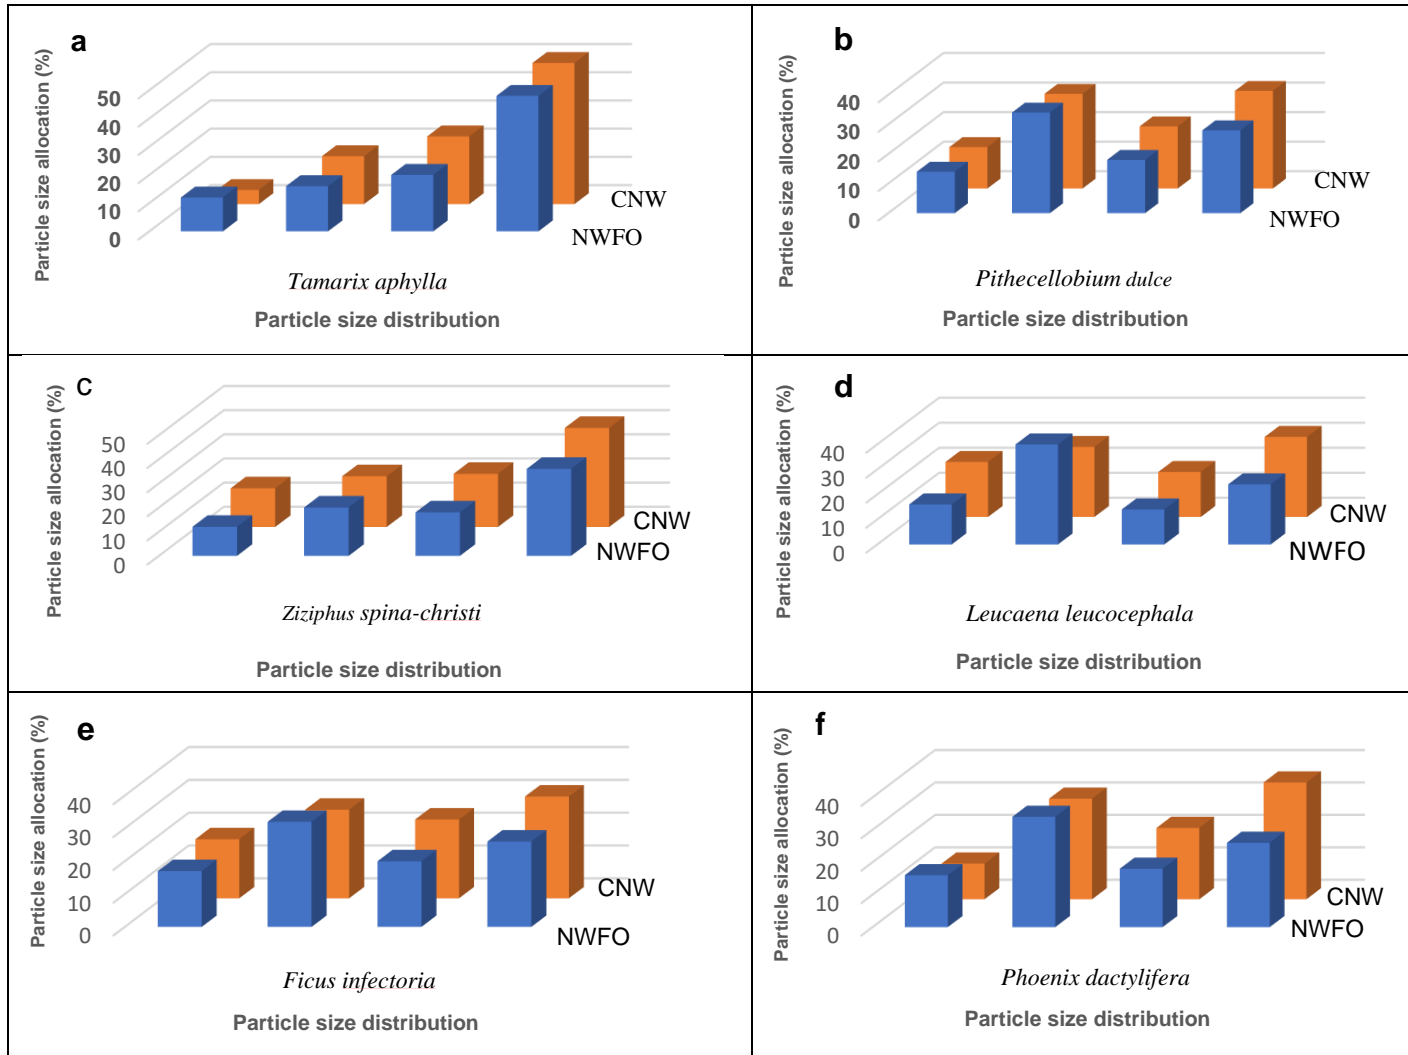 a
Particle size allocation (%)
50
40
30
20
10
0
CNW
NWFO
Tamarix aphylla
Particle size distribution
b
Particle size allocation (%)
40
30
20
10
0
CNW
NWFO
Pithecellobium dulce
Particle size distribution
c
Particle size allocation (%)
50
40
30
20
10
0
CNW
NWFO
Ziziphus spina-christi
Particle size distribution
d
Particle size allocation (%)
40
30
20
10
0
CNW
NWFO
Leucaena leucocephala
Particle size distribution
e
Particle size allocation (%)
40
30
20
10
0
CNW
NWFO
Ficus infectoria
Particle size distribution
f
Particle size allocation (%)
40
30
20
10
0
CNW
NWFO
Phoenix dactylifera
Particle size distribution